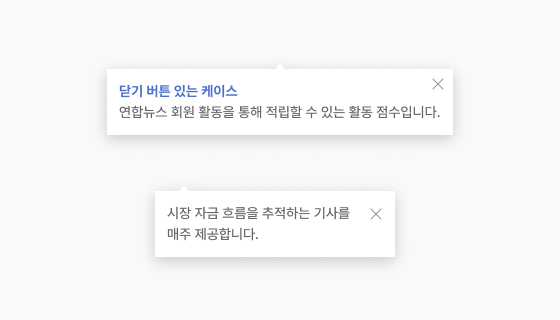 닫기 버튼 있는 케이스
연합뉴스 회원 활동을 통해 적립할 수 있는 활동 점수입니다.
시장 자금 흐름을 추적하는 기사를
매주 제공합니다.